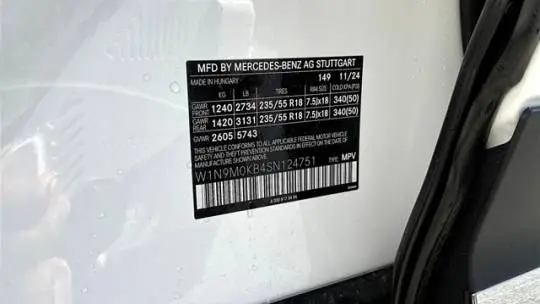 MFD BY MERCEDES-BENZ AG STUTTGART
MADE IN HUNGARY 149 11/24
KG LB TIRES RIM SIZE COLD KPA(PSI)
GAWR FRONT 1240 2734 235/55 R18 7.5Jx18 340(50)
GAWR REAR 1420 3131 235/55 R18 7.5Jx18 340(50)
GVWR 2605 5743
THIS VEHICLE CONFORMS TO ALL APPLICABLE FEDERAL MOTOR VEHICLE
SAFETY AND THEFT PREVENTION STANDARDS IN EFFECT ON THE
DATE OF MANUFACTURE SHOWN ABOVE.
W1N9M0KB4SN124751 TYPE: MPV